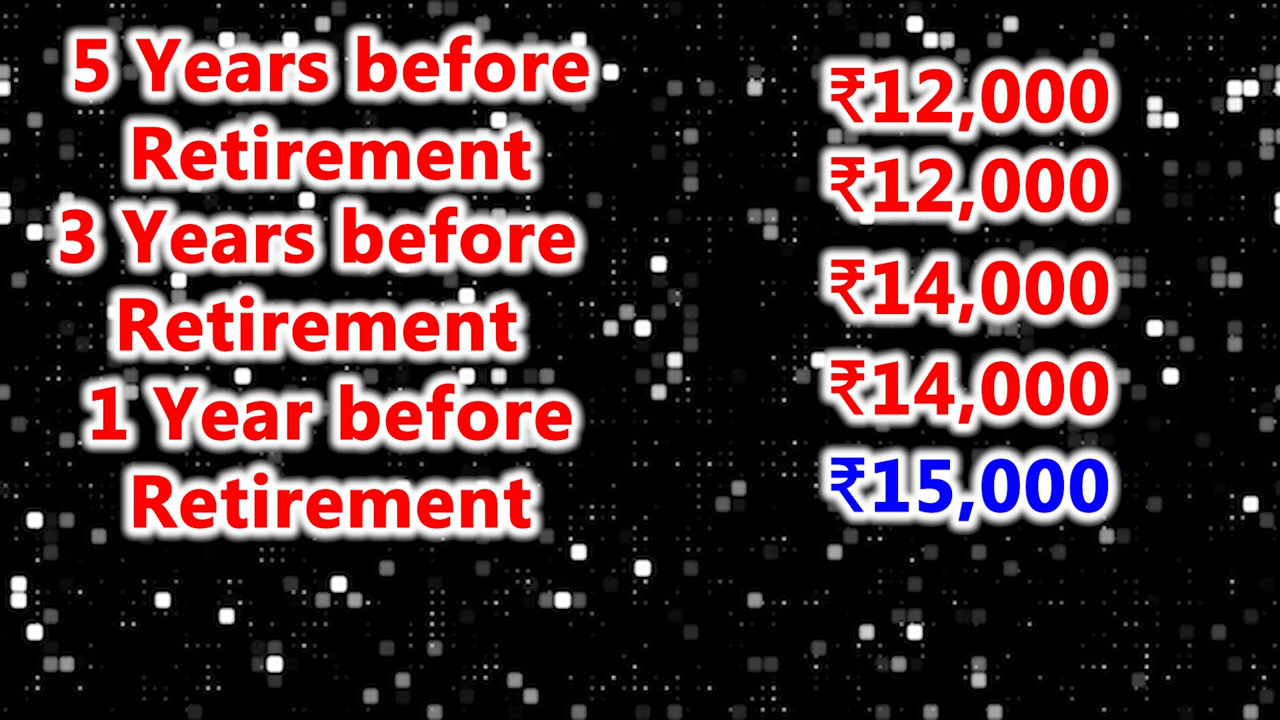 5 Years before
Retirement
3 Years before
Retirement
1 Year before
Retirement
₹12,000
₹12,000
₹14,000
₹14,000
₹15,000